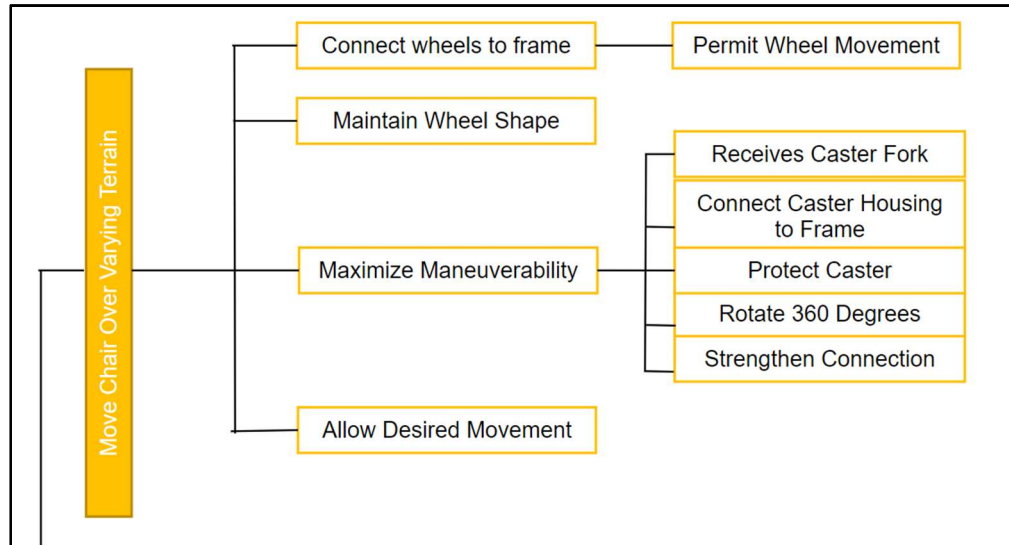 Move Chair Over Varying Terrain
Connect wheels to frame
Permit Wheel Movement
Maintain Wheel Shape
Maximize Maneuverability
Receives Caster Fork
Connect Caster Housing
to Frame
Protect Caster
Rotate 360 Degrees
Strengthen Connection
Allow Desired Movement